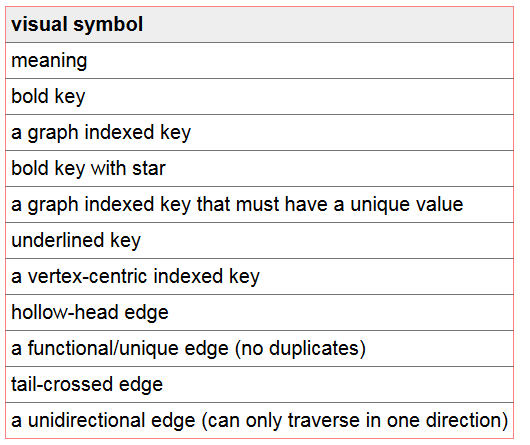 visual symbol
meaning
bold key
a graph indexed key
bold key with star
a graph indexed key that must have a unique value
underlined key
a vertex-centric indexed key
hollow-head edge
a functional/unique edge (no duplicates)
tail-crossed edge
a unidirectional edge (can only traverse in one direction)